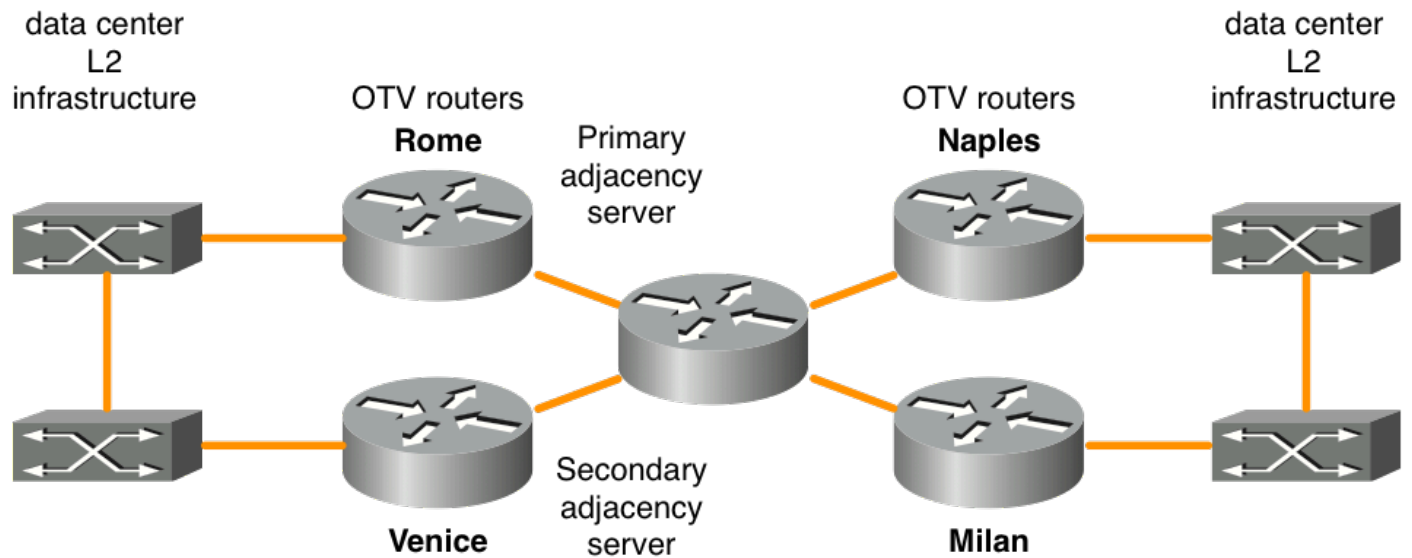 data center
L2
infrastructure
OTV routers
Rome
Primary
adjacency
server
OTV routers
Naples
data center
L2
infrastructure
Venice
Secondary
adjacency
server
Milan